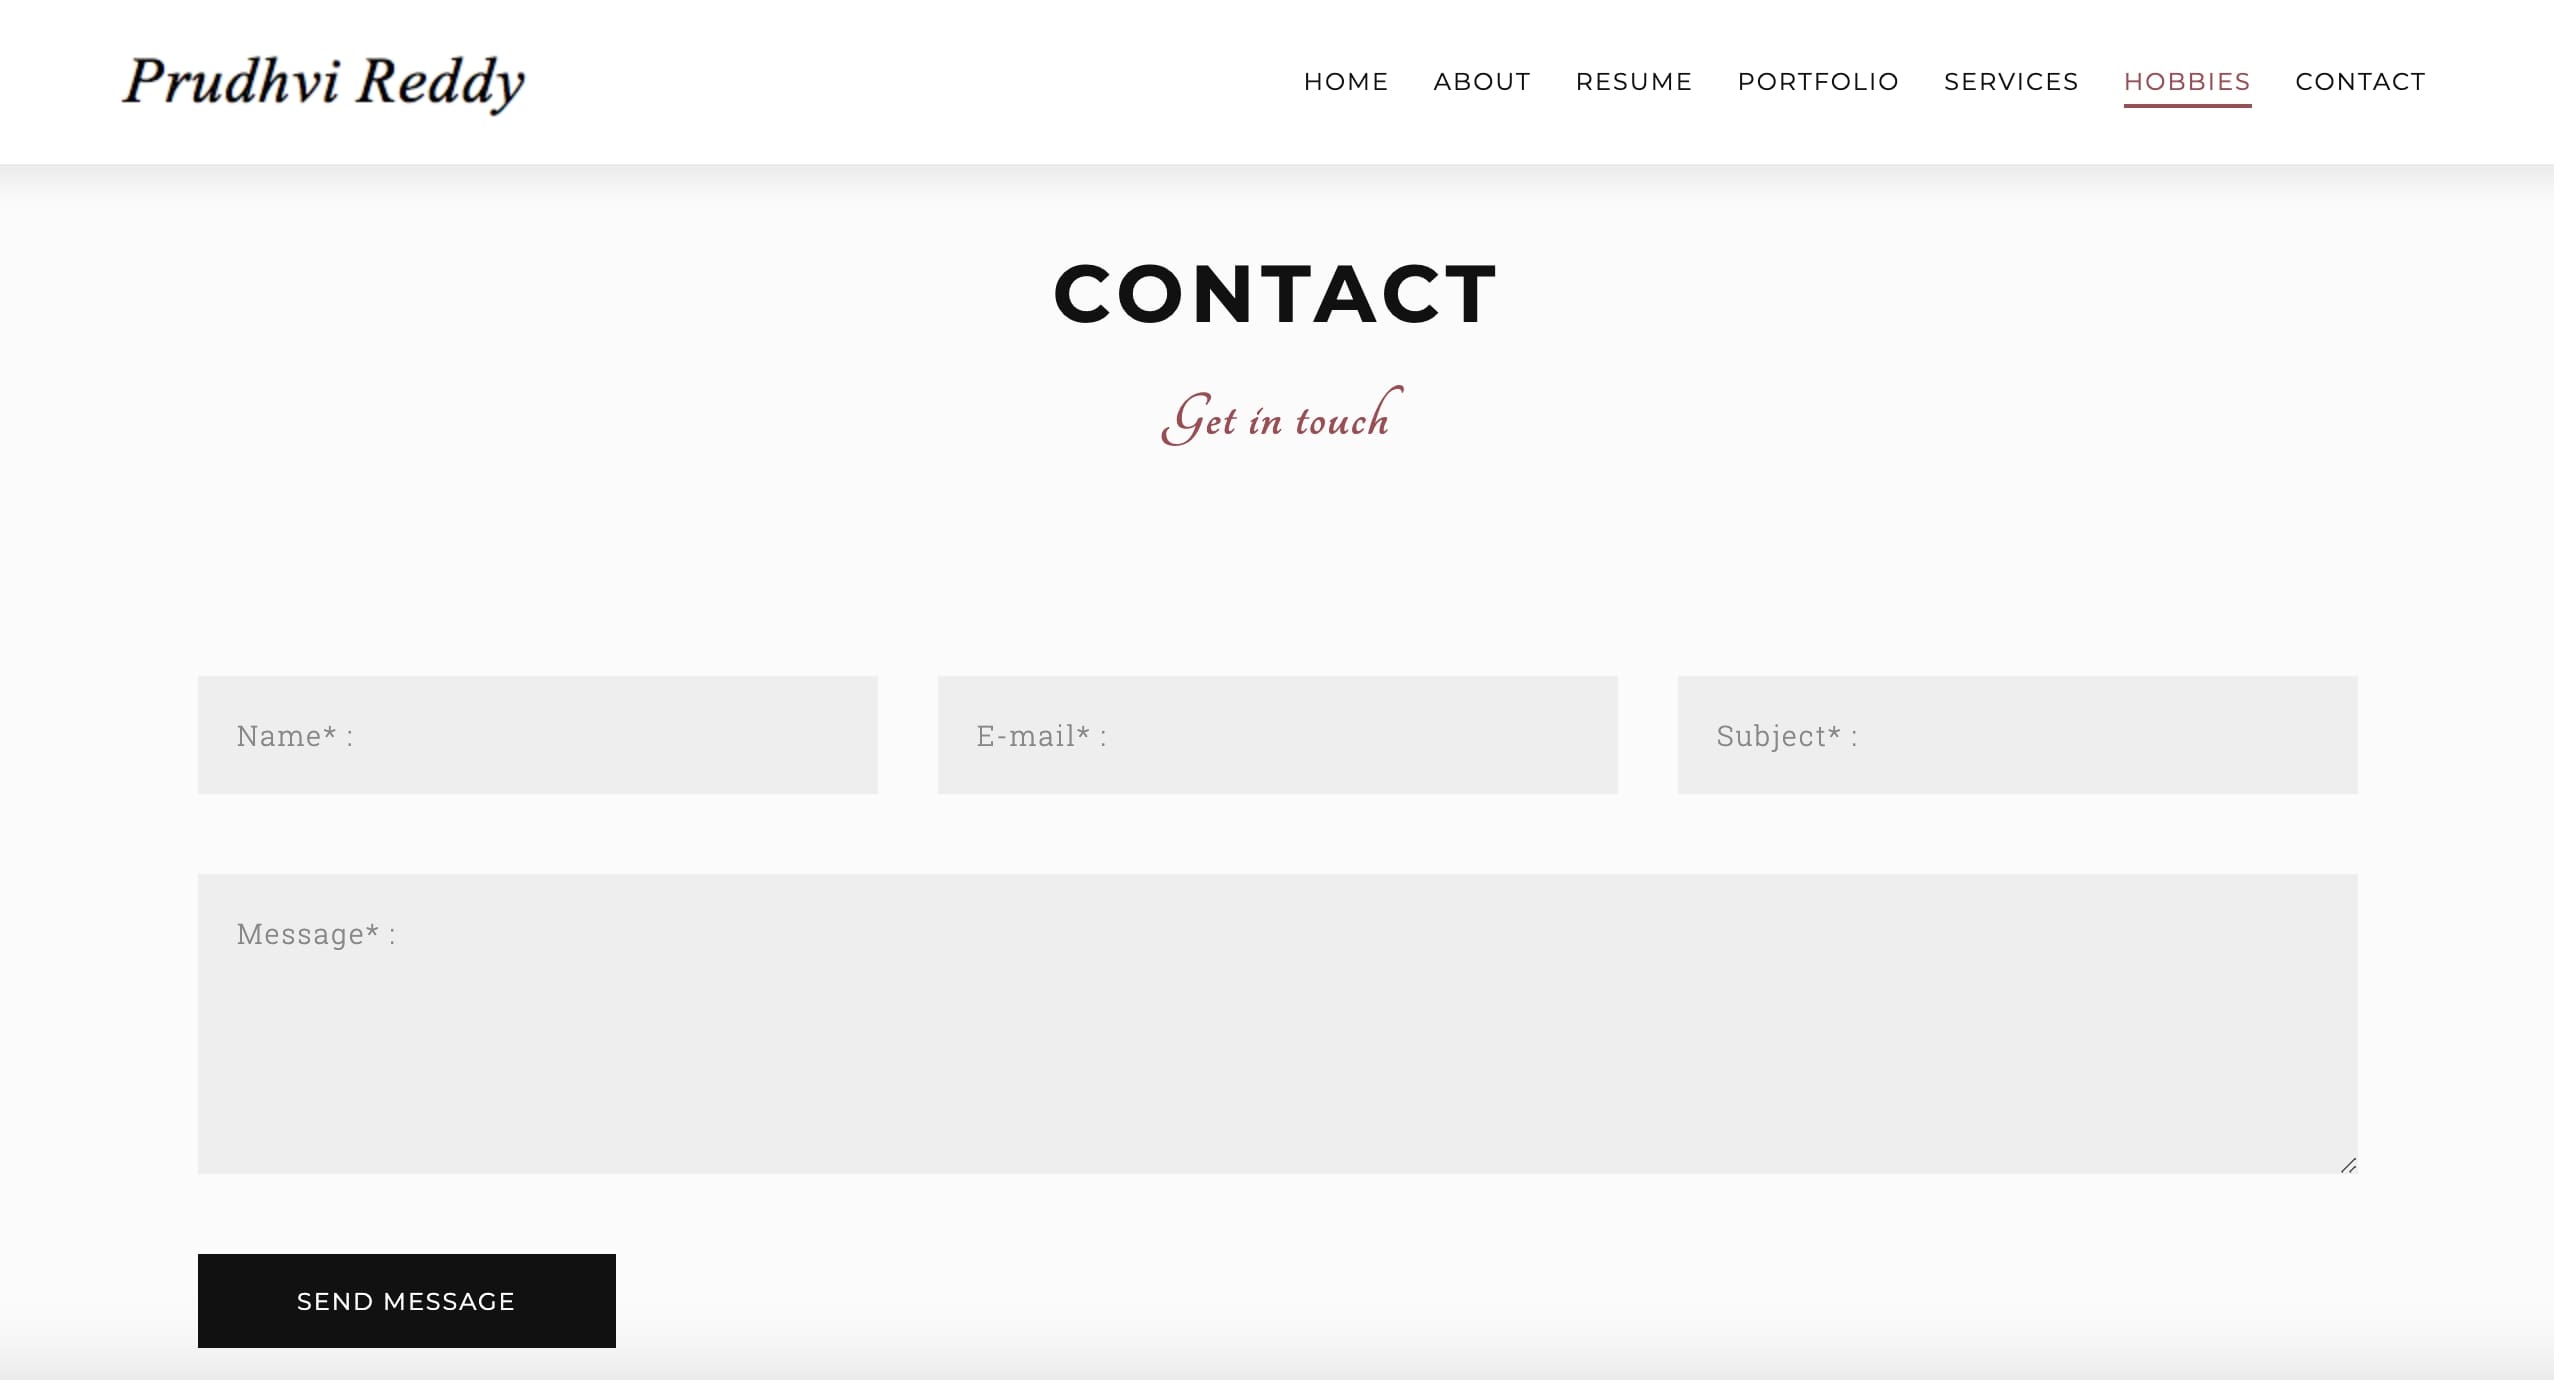 Prudhvi Reddy
HOME ABOUT RESUME PORTFOLIO SERVICES HOBBIES CONTACT
CONTACT
Get in touch
Name* :
E-mail* :
Subject* :
Message* :
SEND MESSAGE